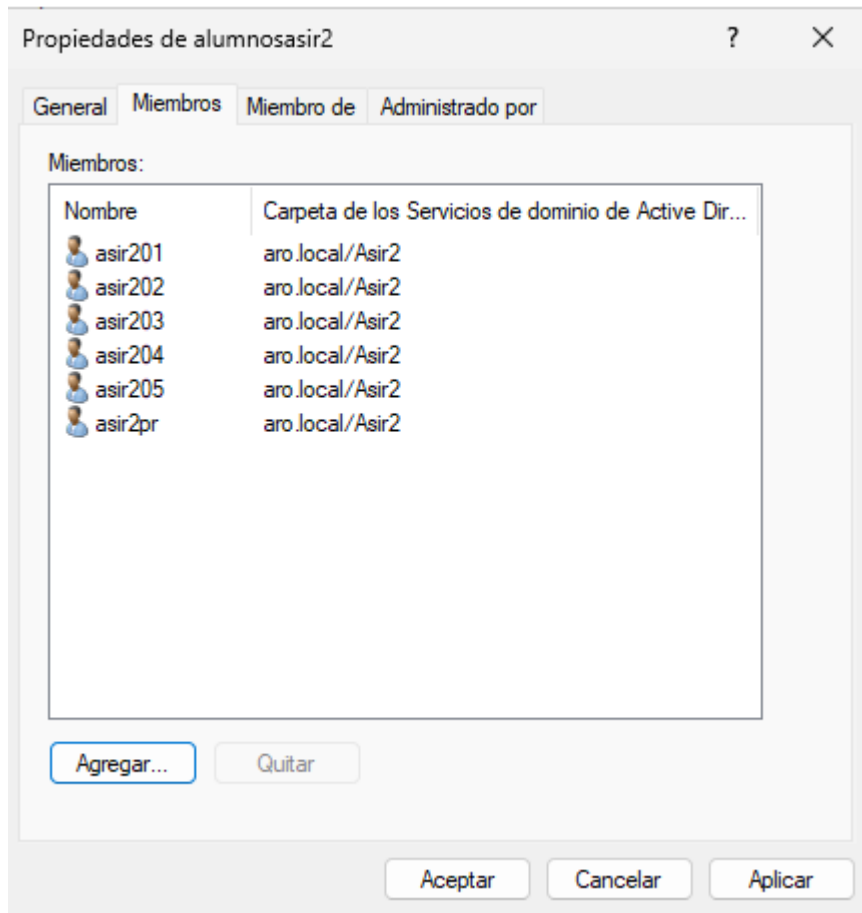 Propiedades de alumnosasir2 ? ×
General Miembros Miembro de Administrado por
Miembros:
Nombre Carpeta de los Servicios de dominio de Active Dir...
asir201 aro.local/Asir2
asir202 aro.local/Asir2
asir203 aro.local/Asir2
asir204 aro.local/Asir2
asir205 aro.local/Asir2
asir2pr aro.local/Asir2
Agregar... Quitar
Aceptar Cancelar Aplicar